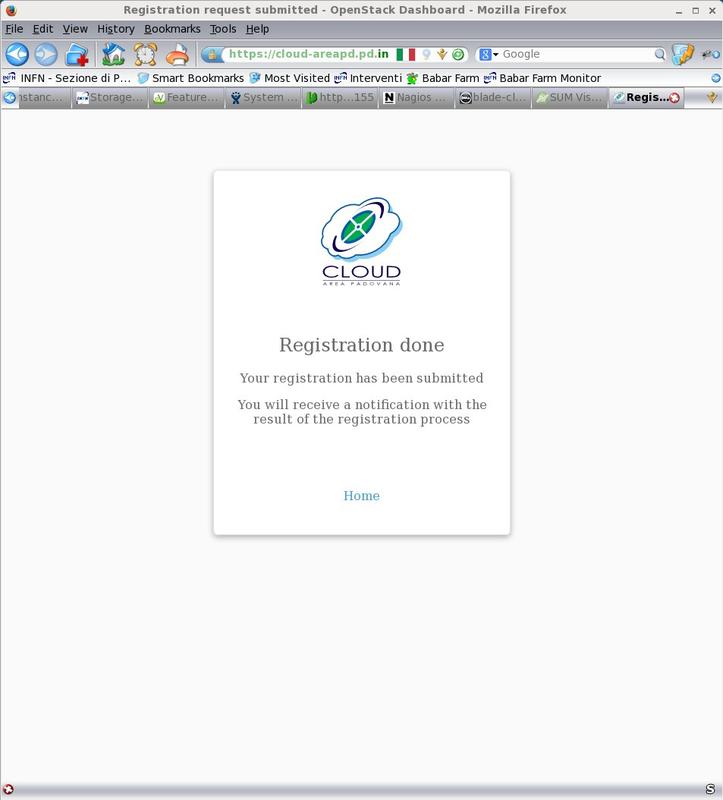 Registration request submitted - OpenStack Dashboard - Mozilla Firefox
File Edit View History Bookmarks Tools Help
https://cloud-areapd.pd.in Google
INFN - Sezione di P... Smart Bookmarks Most Visited Interventi Babar Farm Babar Farm Monitor
nstanc... Storage... Feature... System ... http...155 Nagios ... blade-cl... SUM Vis... Regis...
CLOUD
AREA PADOVANA
Registration done
Your registration has been submitted
You will receive a notification with the
result of the registration process
Home